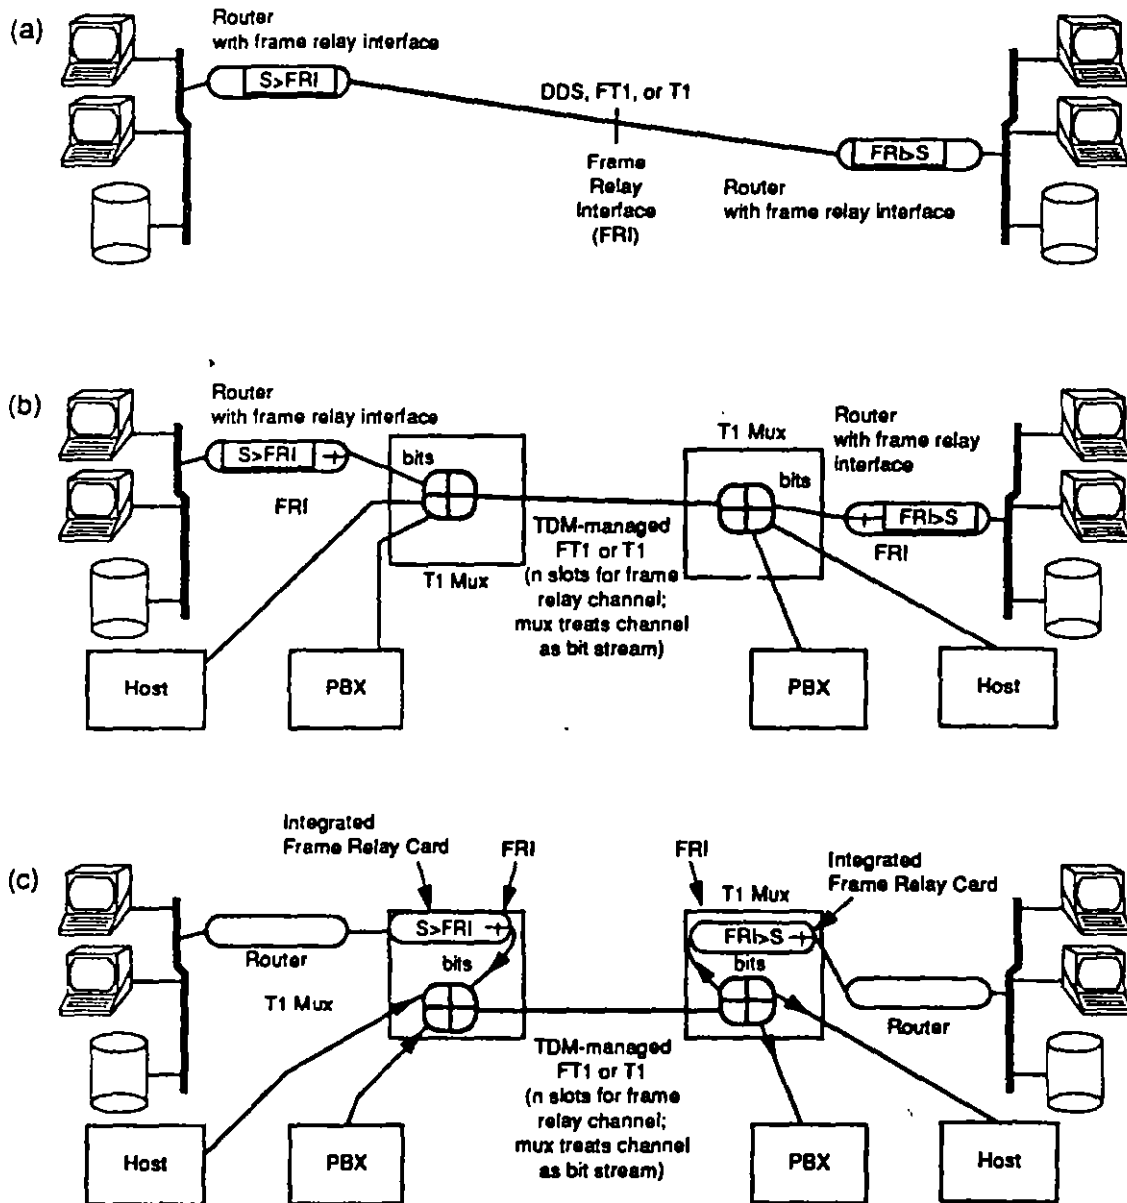 (a)
Router
with frame relay interface
S>FRI
DDS, FT1, or T1
Frame
Relay
Interface
(FRI)
FRI>S
Router
with frame relay interface
(b)
Router
with frame relay interface
S>FRI
FRI
bits
T1 Mux
TDM-managed
FT1 or T1
(n slots for frame
relay channel;
mux treats channel
as bit stream)
T1 Mux
bits
Router
with frame relay
interface
FRI>S
FRI
Host
PBX
PBX
Host
(c)
Integrated
Frame Relay Card
FRI
S>FRI
bits
Router
T1 Mux
TDM-managed
FT1 or T1
(n slots for frame
relay channel;
mux treats channel
as bit stream)
FRI
T1 Mux
Integrated
Frame Relay Card
FRI>S
bits
Router
Host
PBX
PBX
Host